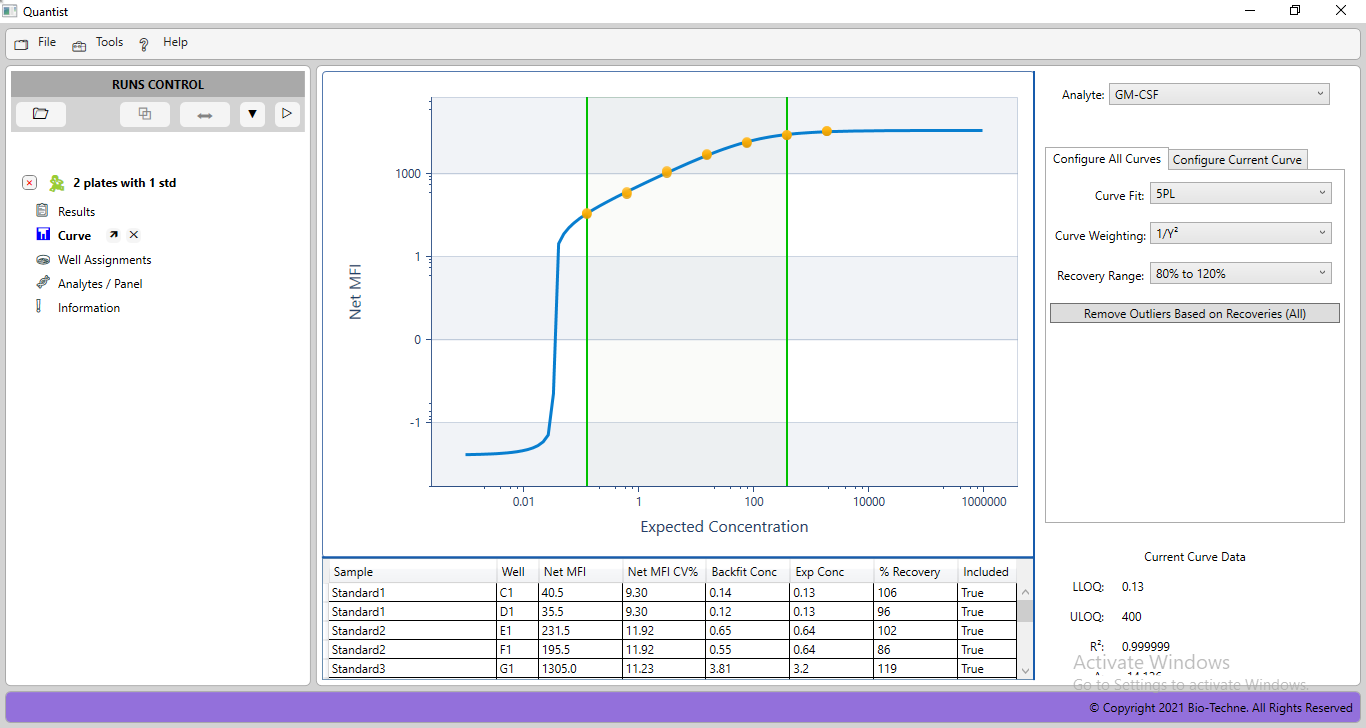 Quantist
File Tools ? Help
RUNS CONTROL
2 plates with 1 std
Results
Curve
Well Assignments
Analytes / Panel
Information
Net MFI
1000
1
0
-1
0.01 1 100 10000 1000000
Expected Concentration
Sample Well Net MFI Net MFI CV% Backfit Conc Exp Conc % Recovery Included
Standard1 C1 40.5 9.30 0.14 0.13 106 True
Standard1 D1 35.5 9.30 0.12 0.13 96 True
Standard2 E1 231.5 11.92 0.65 0.64 102 True
Standard2 F1 195.5 11.92 0.55 0.64 86 True
Standard3 G1 1305.0 11.23 3.81 3.2 119 True
Analyte: GM-CSF
Configure All Curves Configure Current Curve
Curve Fit: 5PL
Curve Weighting: 1/Y²
Recovery Range: 80% to 120%
Remove Outliers Based on Recoveries (All)
Current Curve Data
LLOQ: 0.13
ULOQ: 400
R²: 0.999999
Activate Windows
Go to Settings to activate Windows.
© Copyright 2021 Bio-Techne. All Rights Reserved